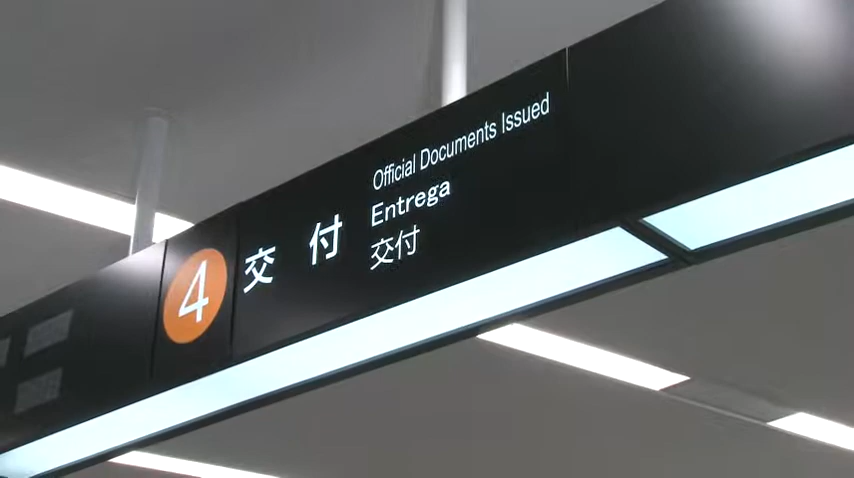 4
交付
Official Documents Issued
Entrega
交付